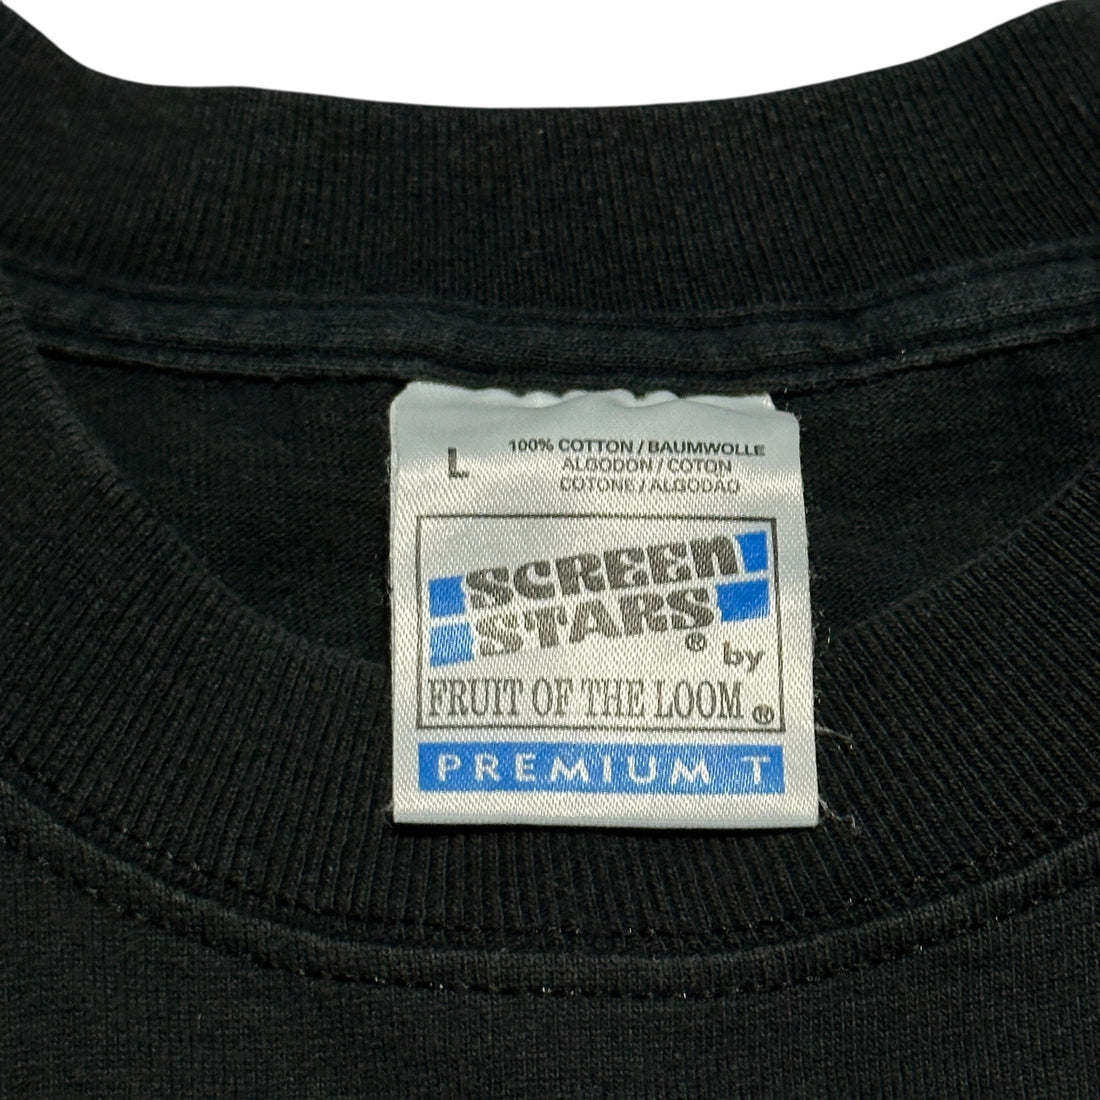 L
100% COTTON / BAUMWOLLE
ALGODON / COTON
COTONE / ALGODAO
SCREEN
STARS®
by
FRUIT OF THE LOOM ®
PREMIUM T